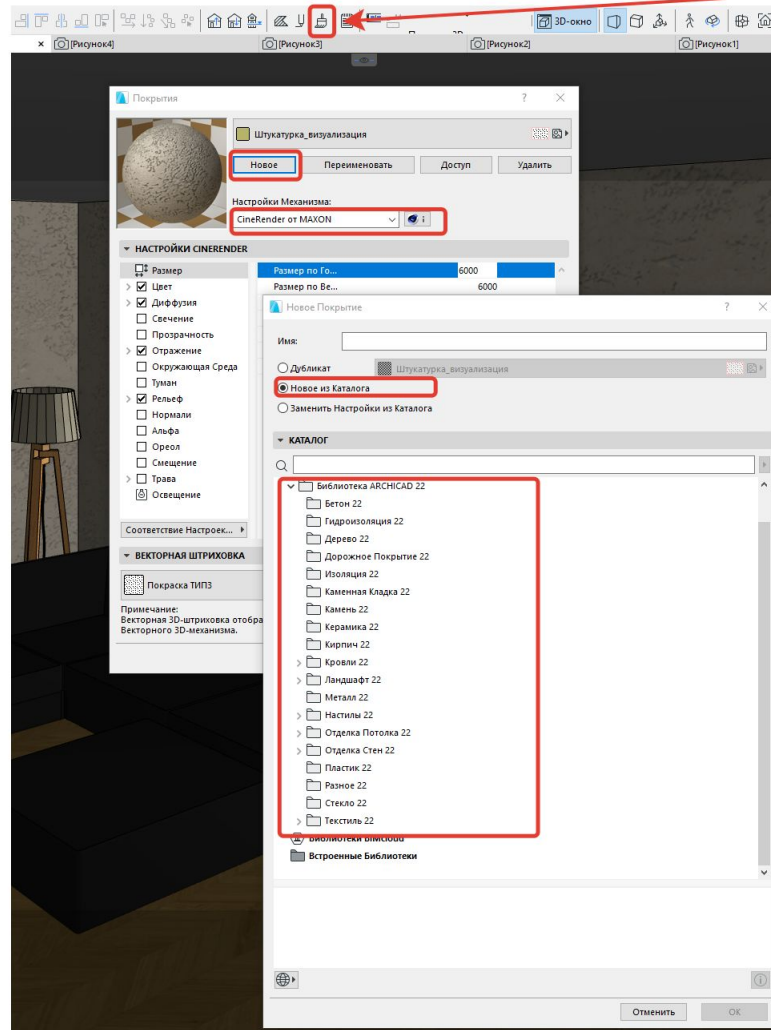 3D-окно
× [Рисунок4] [Рисунок3] [Рисунок2] [Рисунок1]
Покрытия ? ×
Штукатурка_визуализация
Новое Переименовать Доступ Удалить
Настройки Механизма:
CineRender от MAXON i
НАСТРОЙКИ CINERENDER
Размер Размер по Го... 6000
Цвет Размер по Ве... 6000
Диффузия
Свечение
Прозрачность
Отражение
Окружающая Среда
Туман
Рельеф
Нормали
Альфа
Ореол
Смещение
Трава
Освещение
Соответствие Настроек...
ВЕКТОРНАЯ ШТРИХОВКА
Покраска ТИП3
Примечание:
Векторная 3D-штриховка отобра
Векторного 3D-механизма.
Новое Покрытие ? ×
Имя:
Дубликат Штукатурка_визуализация
Новое из Каталога
Заменить Настройки из Каталога
КАТАЛОГ
Библиотека ARCHICAD 22
Бетон 22
Гидроизоляция 22
Дерево 22
Дорожное Покрытие 22
Изоляция 22
Каменная Кладка 22
Камень 22
Керамика 22
Кирпич 22
Кровли 22
Ландшафт 22
Металл 22
Настилы 22
Отделка Потолка 22
Отделка Стен 22
Пластик 22
Разное 22
Стекло 22
Текстиль 22
Библиотеки BIMcloud
Встроенные Библиотеки
Отменить OK